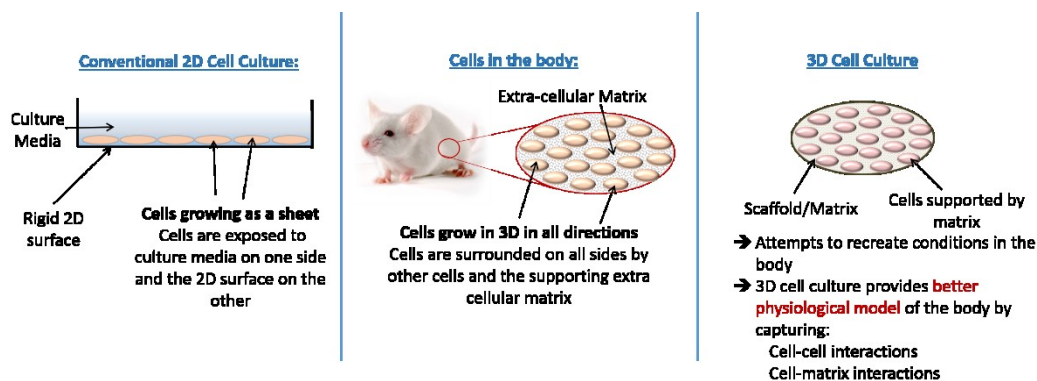 Conventional 2D Cell Culture:
Culture
Media
Rigid 2D
surface
Cells growing as a sheet
Cells are exposed to
culture media on one side
and the 2D surface on the
other
Cells in the body:
Extra-cellular Matrix
Cells grow in 3D in all directions
Cells are surrounded on all sides by
other cells and the supporting extra
cellular matrix
3D Cell Culture
Scaffold/Matrix
Cells supported by
matrix
➔ Attempts to recreate conditions in the
body
➔ 3D cell culture provides better
physiological model of the body by
capturing:
Cell-cell interactions
Cell-matrix interactions